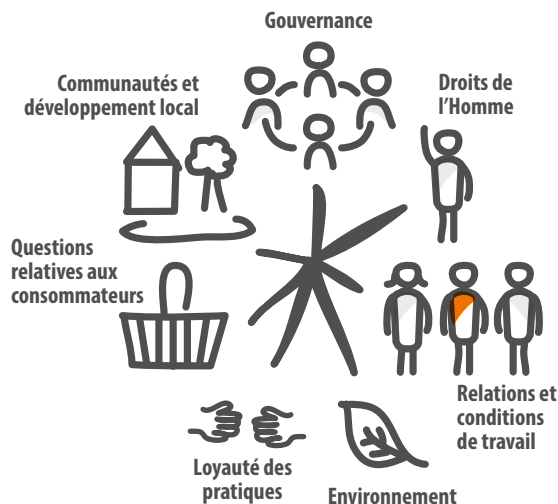 Gouvernance
Communautés et
développement local
Droits de
l’Homme
Questions
relatives aux
consommateurs
Relations et
conditions
de travail
Loyauté des
pratiques
Environnement